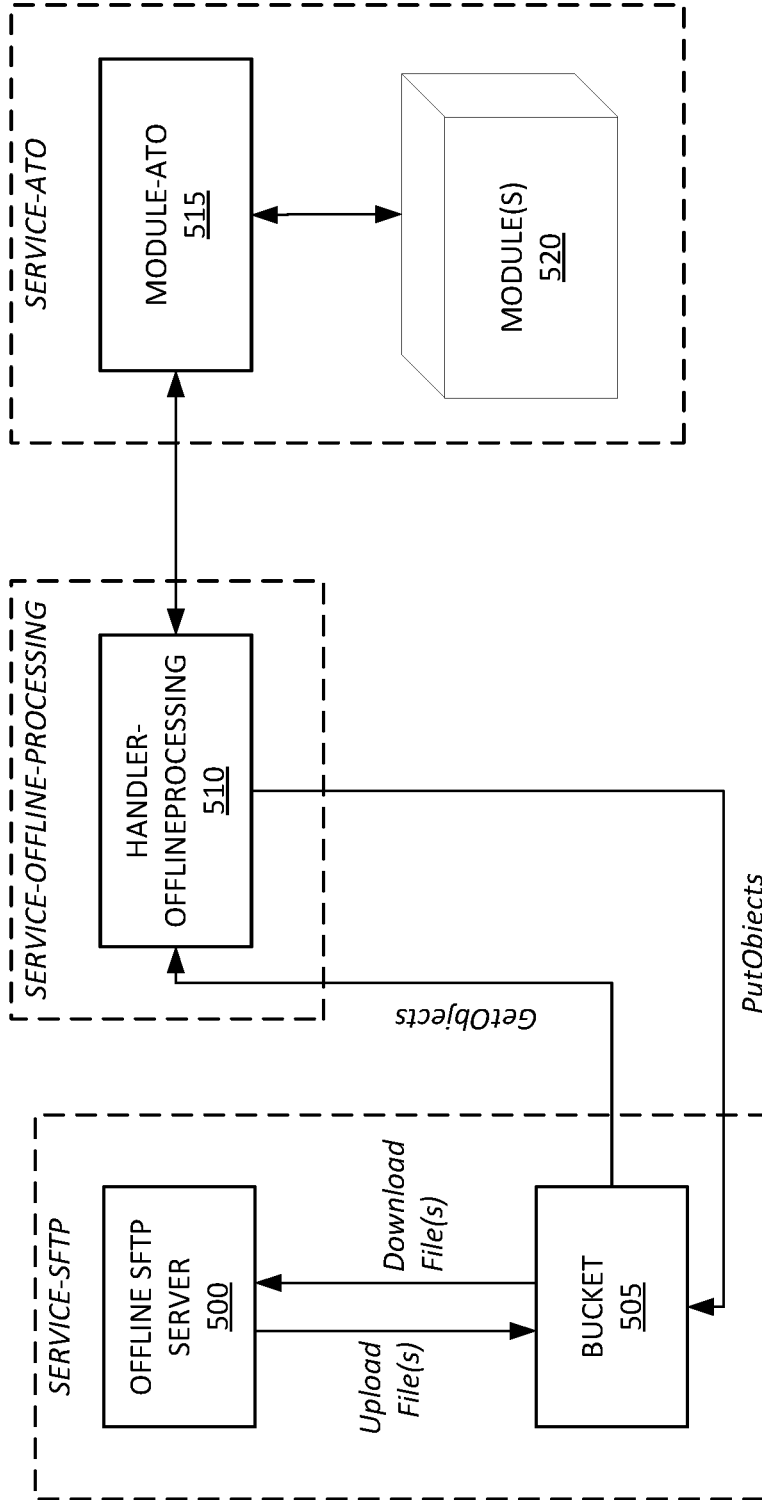 SERVICE-SFTP
OFFLINE SFTP
SERVER
500
Upload
File(s)
Download
File(s)
BUCKET
505
GetObjects
PutObjects
SERVICE-OFFLINE-PROCESSING
HANDLER-
OFFLINEPROCESSING
510
SERVICE-ATO
MODULE-ATO
515
MODULE(S)
520